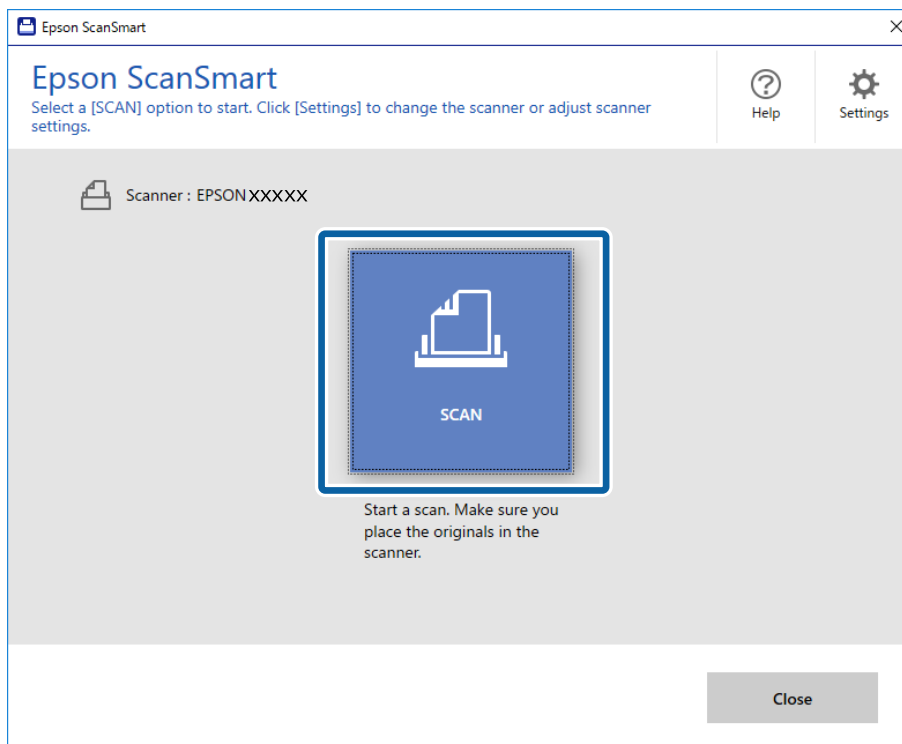 Epson ScanSmart
Epson ScanSmart
Select a [SCAN] option to start. Click [Settings] to change the scanner or adjust scanner
settings.
Help
Settings
Scanner : EPSON XXXXX
SCAN
Start a scan. Make sure you
place the originals in the
scanner.
Close